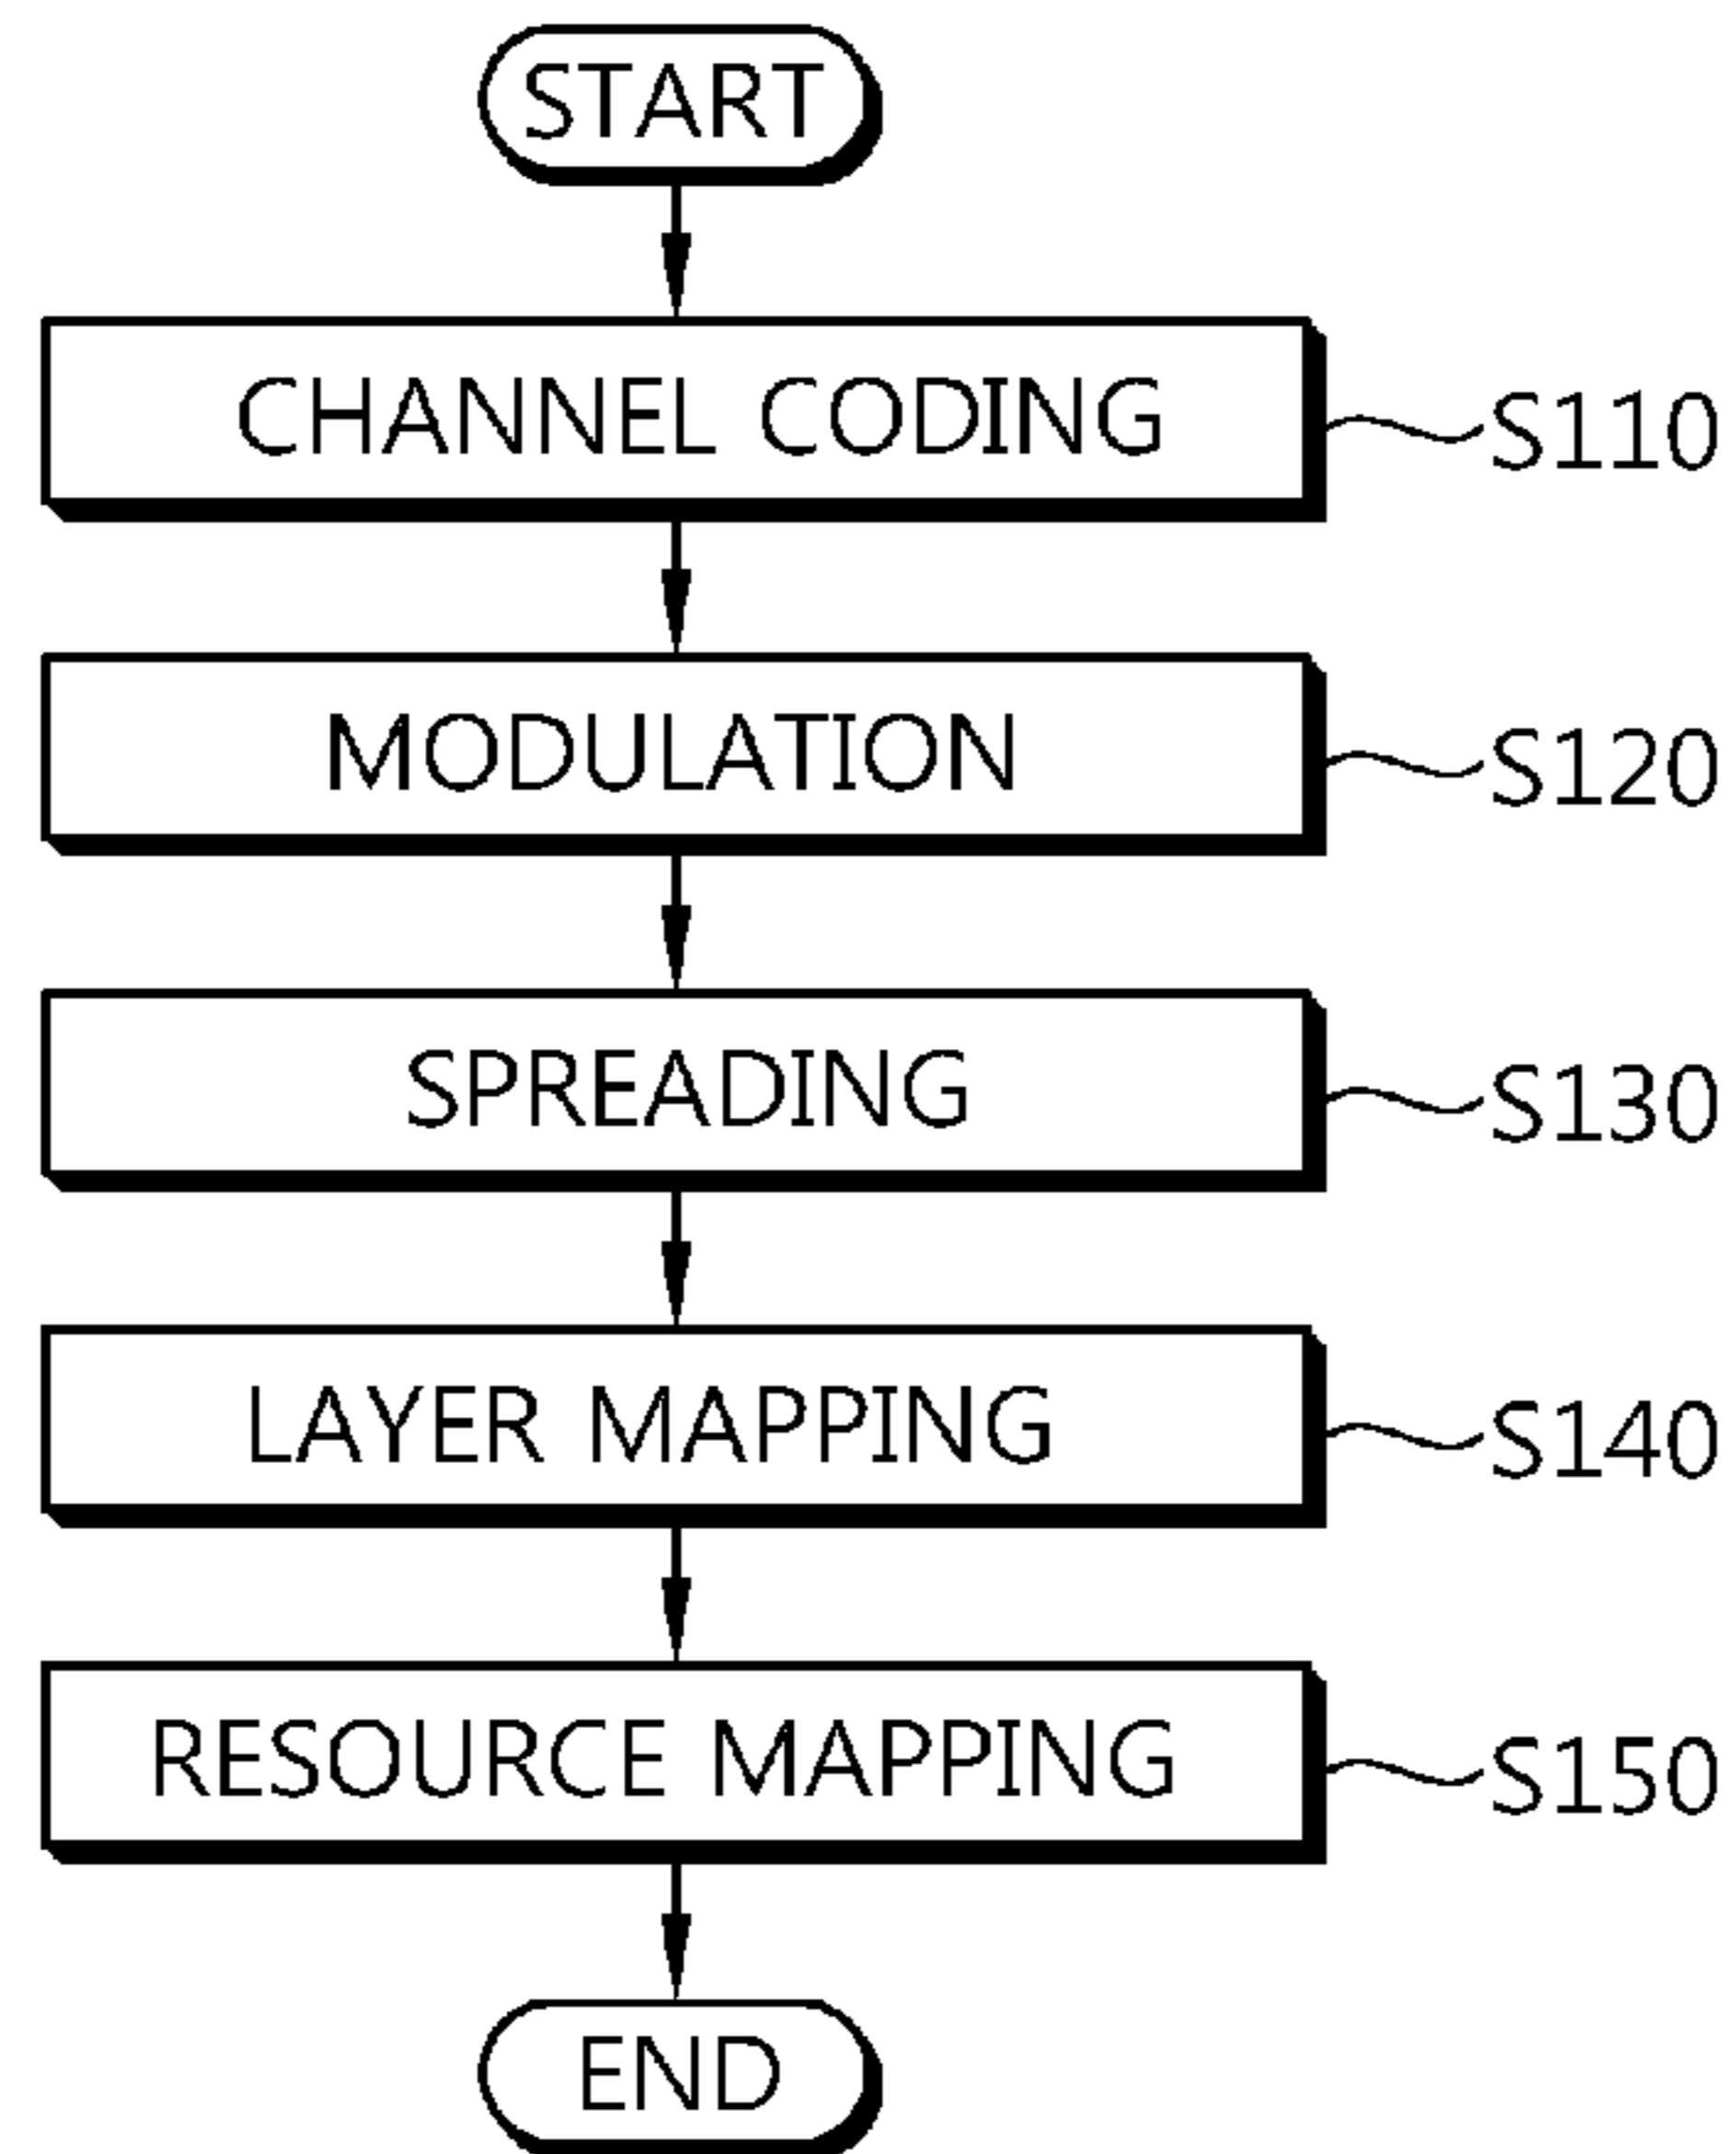 START
CHANNEL CODING S110
MODULATION S120
SPREADING S130
LAYER MAPPING S140
RESOURCE MAPPING S150
END